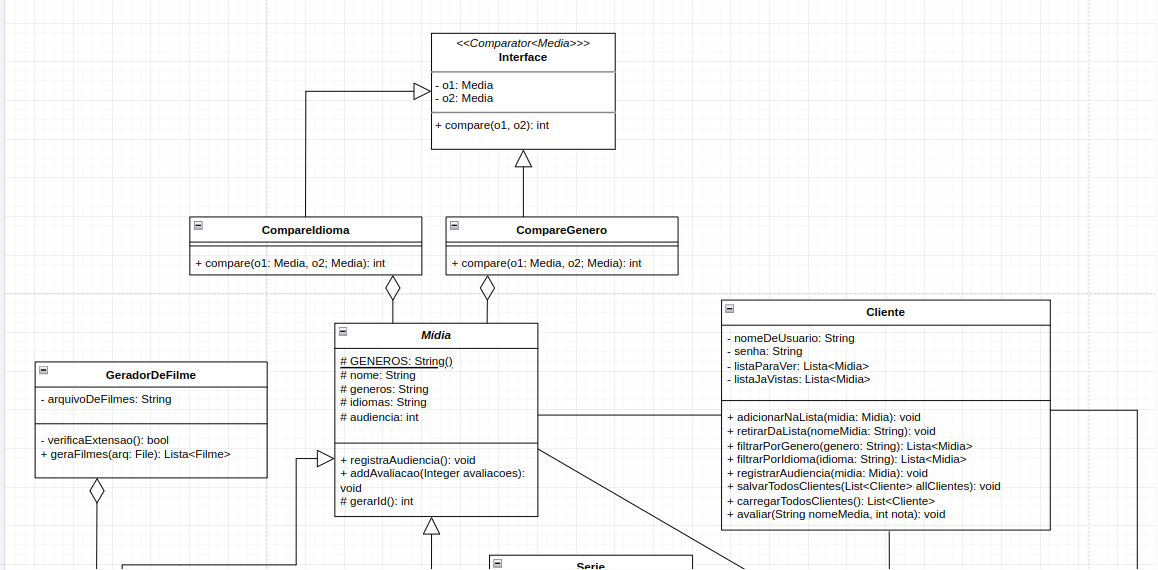 <<Comparator<Media>>>
Interface
- o1: Media
- o2: Media
+ compare(o1, o2): int
CompareIdioma
+ compare(o1: Media, o2; Media): int
CompareGenero
+ compare(o1: Media, o2; Media): int
Mídia
# GENEROS: String()
# nome: String
# generos: String
# idiomas: String
# audiencia: int
+ registraAudiencia(): void
+ addAvaliacao(Integer avaliacoes):
void
# gerarId(): int
GeradorDeFilme
- arquivoDeFilmes: String
- verificaExtensao(): bool
+ geraFilmes(arq: File): Lista<Filme>
Cliente
- nomeDeUsuario: String
- senha: String
- listaParaVer: Lista<Midia>
- listaJaVistas: Lista<Midia>
+ adicionarNaLista(midia: Midia): void
+ retirarDaLista(nomeMidia: String): void
+ filtrarPorGenero(genero: String): Lista<Midia>
+ filtrarPorIdioma(idioma: String): Lista<Midia>
+ registrarAudiencia(midia: Midia): void
+ salvarTodosClientes(List<Cliente> allClientes): void
+ carregarTodosClientes(): List<Cliente>
+ avaliar(String nomeMedia, int nota): void
Serie